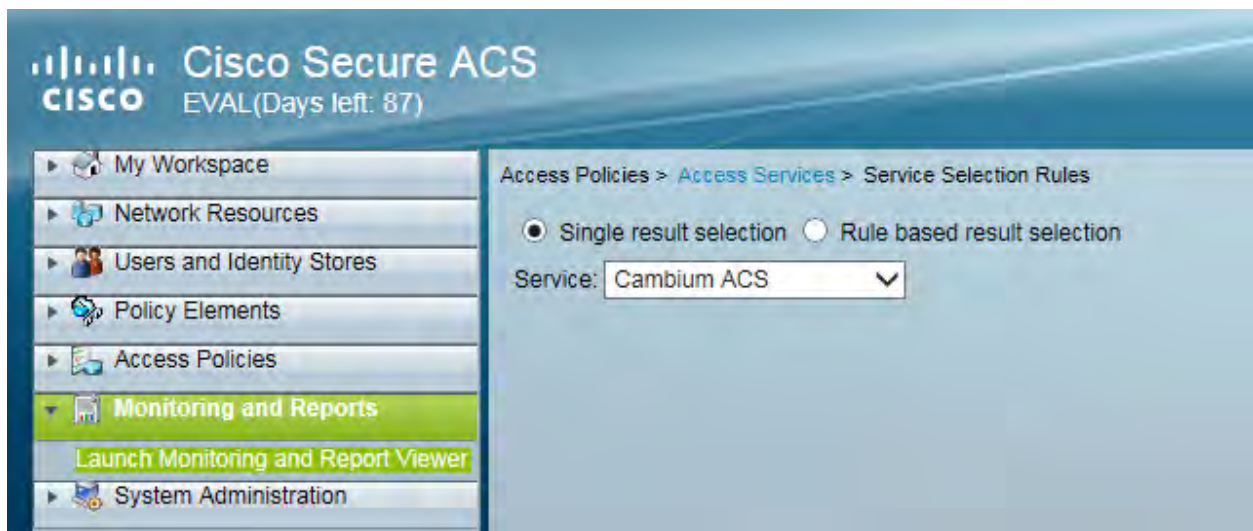 Cisco Secure ACS
CISCO
EVAL(Days left: 87)
My Workspace
Network Resources
Users and Identity Stores
Policy Elements
Access Policies
Monitoring and Reports
Launch Monitoring and Report Viewer
System Administration
Access Policies > Access Services > Service Selection Rules
Single result selection Rule based result selection
Service: Cambium ACS